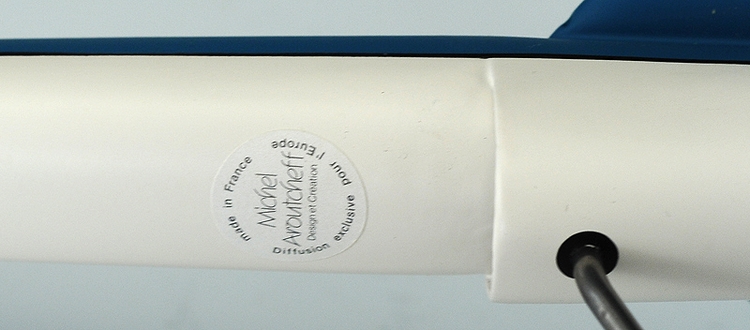 made in France
Michel
Aroutcheff
Design et Création
Diffusion exclusive pour l'Europe